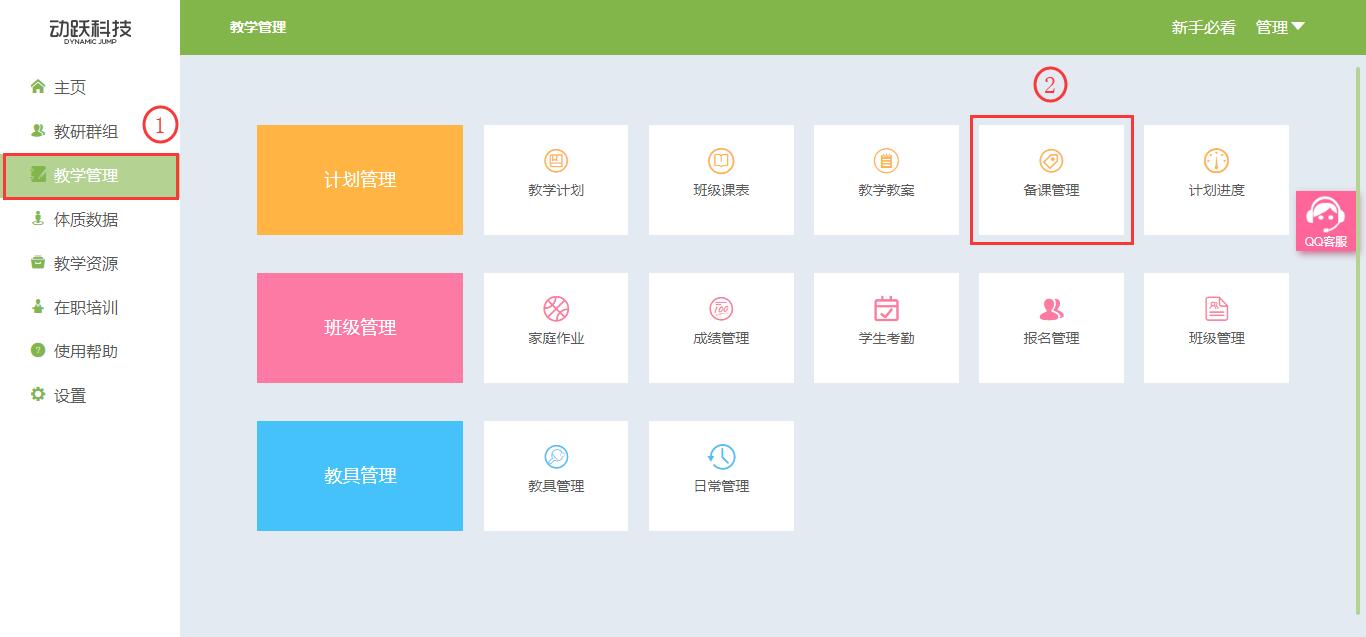 动跃科技
DYNAMIC JUMP
教学管理
新手必看 管理
主页
教研群组
①
教学管理
体质数据
教学资源
在职培训
使用帮助
设置
②
计划管理
教学计划
班级课表
教学教案
备课管理
计划进度
QQ客服
班级管理
家庭作业
100
成绩管理
学生考勤
报名管理
班级管理
教具管理
教具管理
日常管理